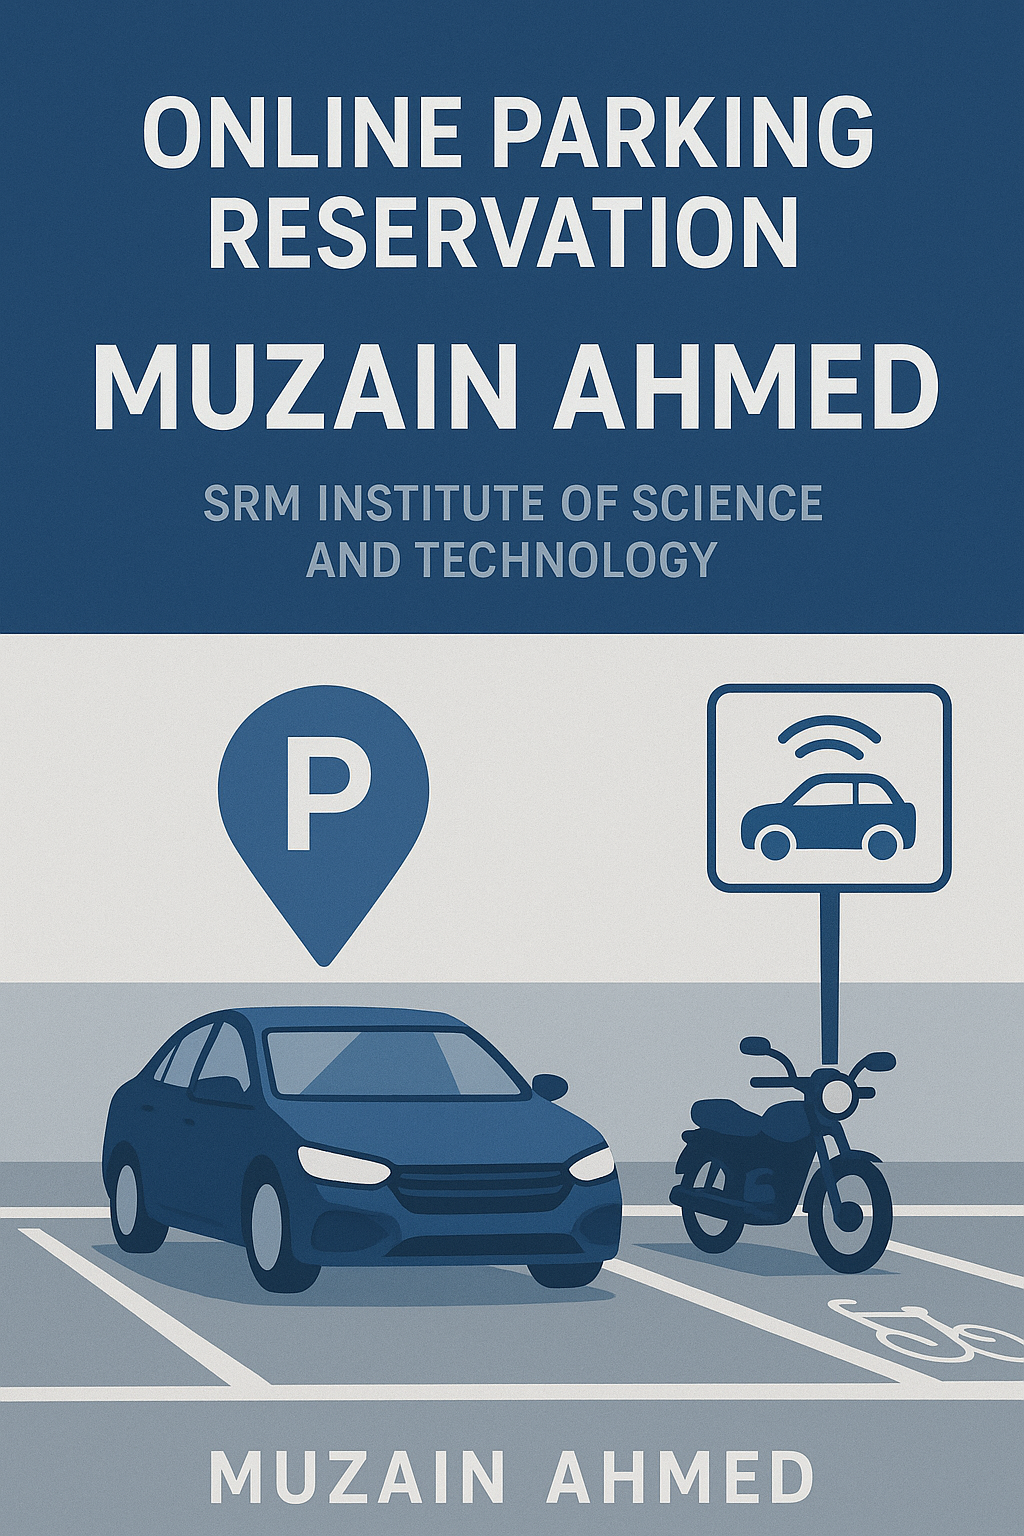 ONLINE PARKING
RESERVATION
MUZAIN AHMED
SRM INSTITUTE OF SCIENCE
AND TECHNOLOGY
P
MUZAIN AHMED